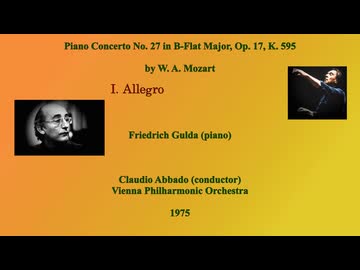 Piano Concerto No. 27 in B-Flat Major, Op. 17, K. 595
by W. A. Mozart
I. Allegro
Friedrich Gulda (piano)
Claudio Abbado (conductor)
Vienna Philharmonic Orchestra
1975